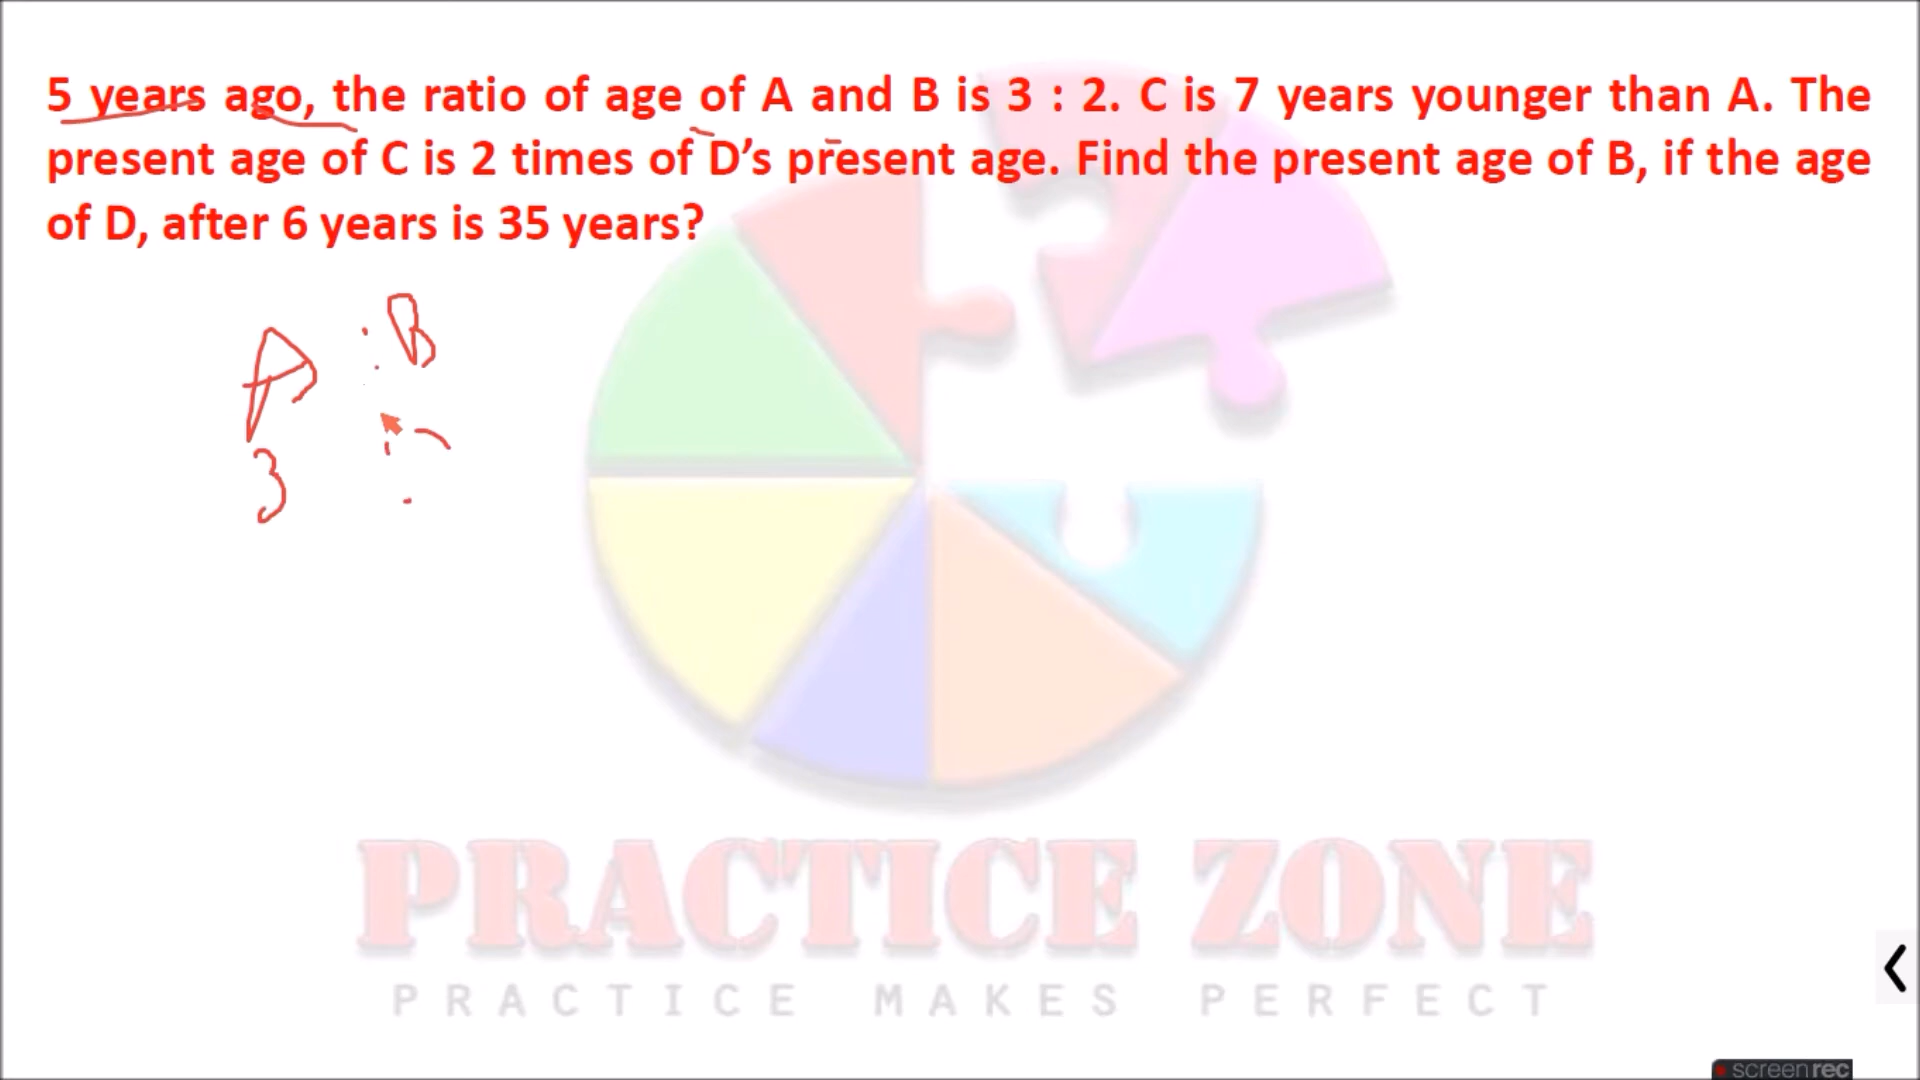 5 years ago, the ratio of age of A and B is 3 : 2. C is 7 years younger than A. The
present age of C is 2 times of D’s present age. Find the present age of B, if the age
of D, after 6 years is 35 years?
A : B
3 :
PRACTICE ZONE
PRACTICE MAKES PERFECT
screenrec